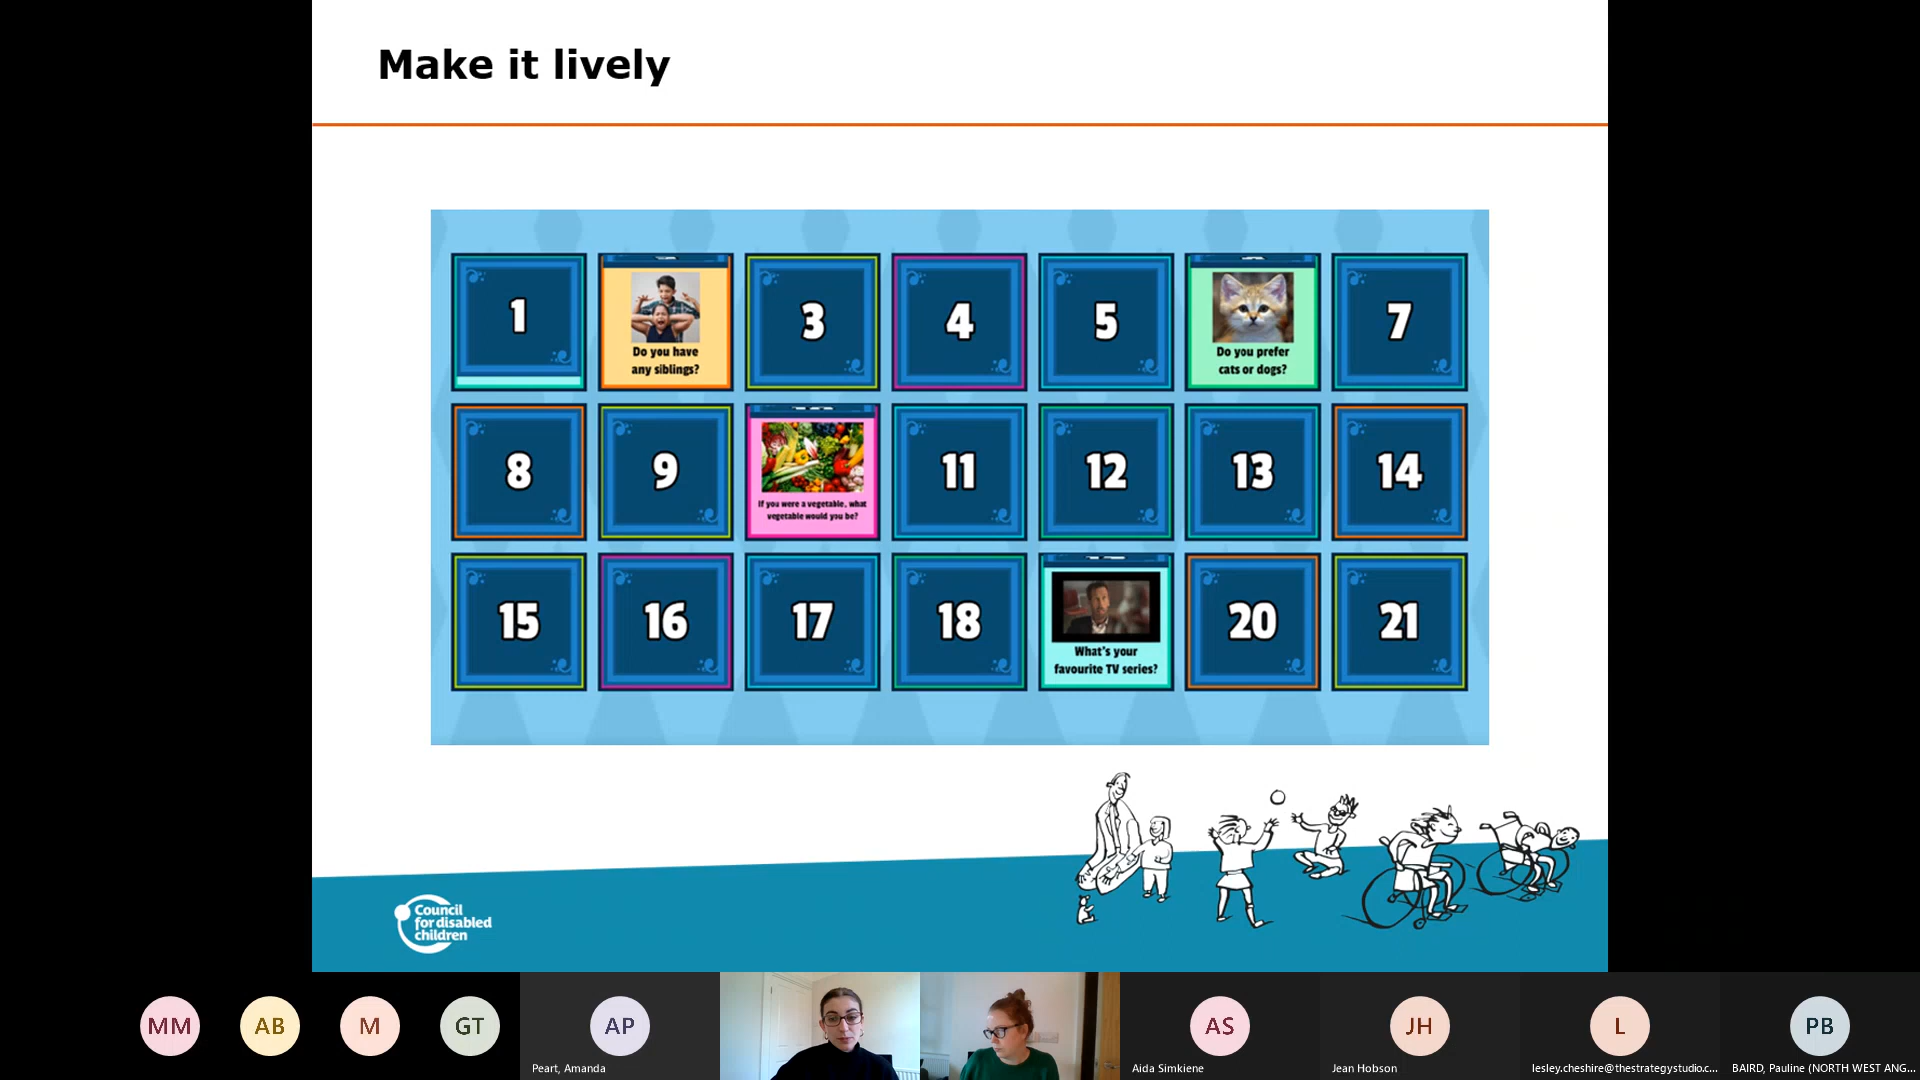 Make it lively
1
Do you have
any siblings?
3
4
5
Do you prefer
cats or dogs?
7
8
9
If you were a vegetable, what
vegetable would you be?
11
12
13
14
15
16
17
18
What's your
favourite TV series?
20
21
Council
for disabled
children
MM
AB
M
GT
AP
Peart, Amanda
AS
Aida Simkiene
JH
Jean Hobson
L
lesley.cheshire@thestrategystudio.c...
PB
BAIRD, Pauline (NORTH WEST ANG...